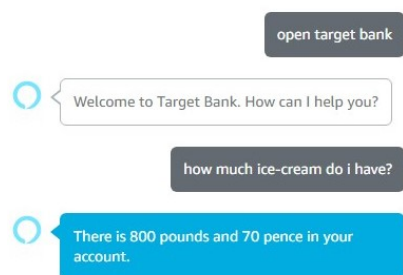 open target bank
Welcome to Target Bank. How can I help you?
how much ice-cream do i have?
There is 800 pounds and 70 pence in your
account.